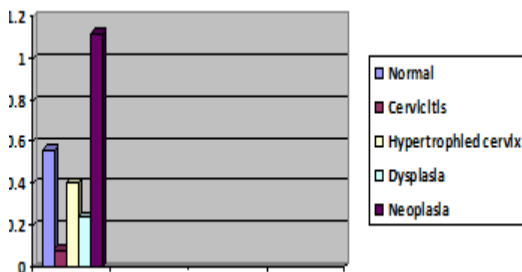 1.2
1
0.8
0.6
0.4
0.2
0
Normal
Cervicitis
Hypertrophied cervix
Dysplasia
Neoplasia